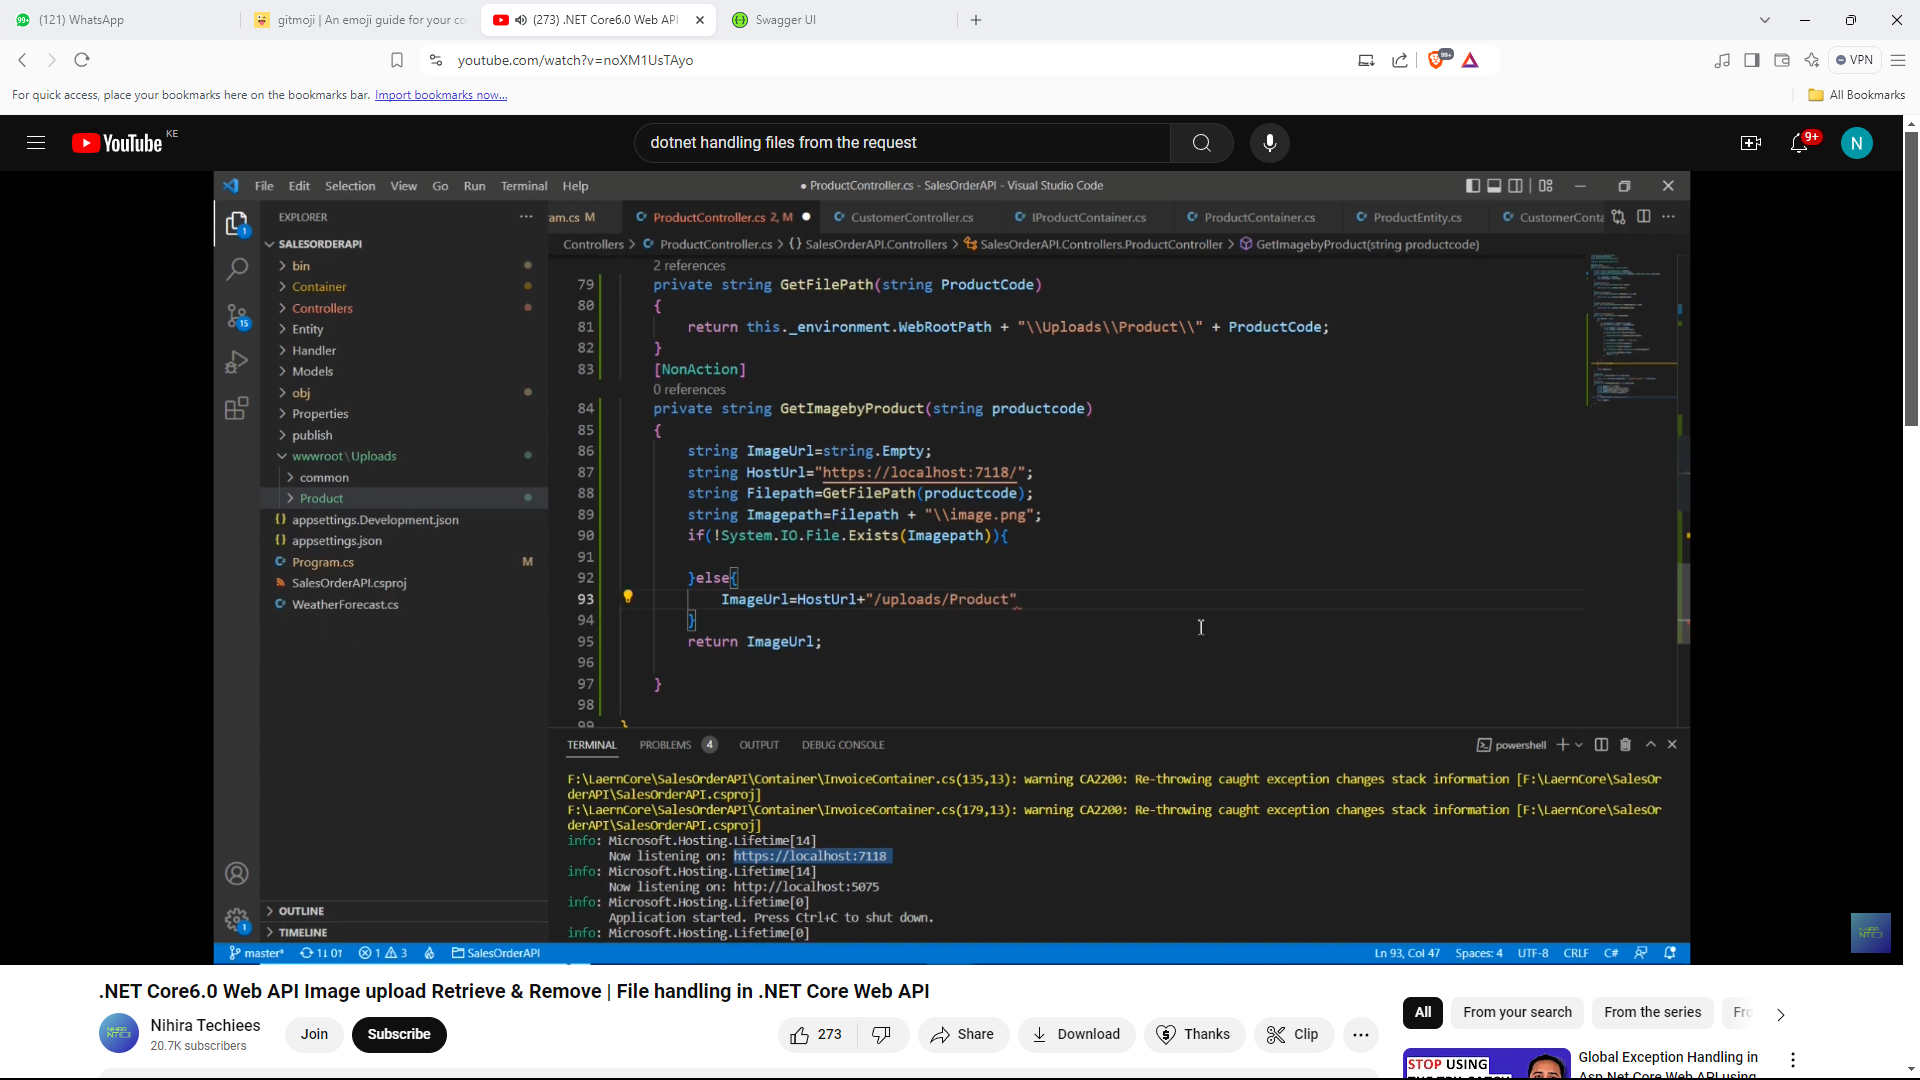 (121) WhatsApp
gitmoji | An emoji guide for your co
(273) .NET Core6.0 Web API
Swagger UI
youtube.com/watch?v=noXM1UsTAyo
99+
VPN
For quick access, place your bookmarks here on the bookmarks bar. Import bookmarks now...
All Bookmarks
YouTube KE
dotnet handling files from the request
9+
N
File Edit Selection View Go Run Terminal Help
● ProductController.cs - SalesOrderAPI - Visual Studio Code
EXPLORER
am.cs M
ProductController.cs 2, M
CustomerController.cs
IProductContainer.cs
ProductContainer.cs
ProductEntity.cs
CustomerConta
Controllers > ProductController.cs > {} SalesOrderAPI.Controllers > SalesOrderAPI.Controllers.ProductController > GetImagebyProduct(string productcode)
SALESORDERAPI
bin
Container
Controllers
Entity
Handler
Models
obj
Properties
publish
wwwroot\Uploads
common
Product
appsettings.Development.json
appsettings.json
Program.cs M
SalesOrderAPI.csproj
WeatherForecast.cs
1
15
1
OUTLINE
TIMELINE
2 references
79 private string GetFilePath(string ProductCode)
80 {
81 return this._environment.WebRootPath + "\\Uploads\\Product\\" + ProductCode;
82 }
83 [NonAction]
0 references
84 private string GetImagebyProduct(string productcode)
85 {
86 string ImageUrl=string.Empty;
87 string HostUrl="https://localhost:7118/";
88 string Filepath=GetFilePath(productcode);
89 string Imagepath=Filepath + "\\image.png";
90 if(!System.IO.File.Exists(Imagepath)){
91
92 }else{
93 ImageUrl=HostUrl+"/uploads/Product"
94 }
95 return ImageUrl;
96
97 }
98
99 }
TERMINAL PROBLEMS 4 OUTPUT DEBUG CONSOLE
powershell
F:\LaernCore\SalesOrderAPI\Container\InvoiceContainer.cs(135,13): warning CA2200: Re-throwing caught exception changes stack information [F:\LaernCore\SalesOr
derAPI\SalesOrderAPI.csproj]
F:\LaernCore\SalesOrderAPI\Container\InvoiceContainer.cs(179,13): warning CA2200: Re-throwing caught exception changes stack information [F:\LaernCore\SalesOr
derAPI\SalesOrderAPI.csproj]
info: Microsoft.Hosting.Lifetime[14]
Now listening on: https://localhost:7118
info: Microsoft.Hosting.Lifetime[14]
Now listening on: http://localhost:5075
info: Microsoft.Hosting.Lifetime[0]
Application started. Press Ctrl+C to shut down.
info: Microsoft.Hosting.Lifetime[0]
master* 1↓ 0↑ 1 3 SalesOrderAPI
Ln 93, Col 47 Spaces: 4 UTF-8 CRLF C#
.NET Core6.0 Web API Image upload Retrieve & Remove | File handling in .NET Core Web API
Nihira Techiees
20.7K subscribers
Join
Subscribe
273
Share
Download
Thanks
Clip
All
From your search
From the series
Fro
STOP USING
Global Exception Handling in
Asp Net Core Web API using